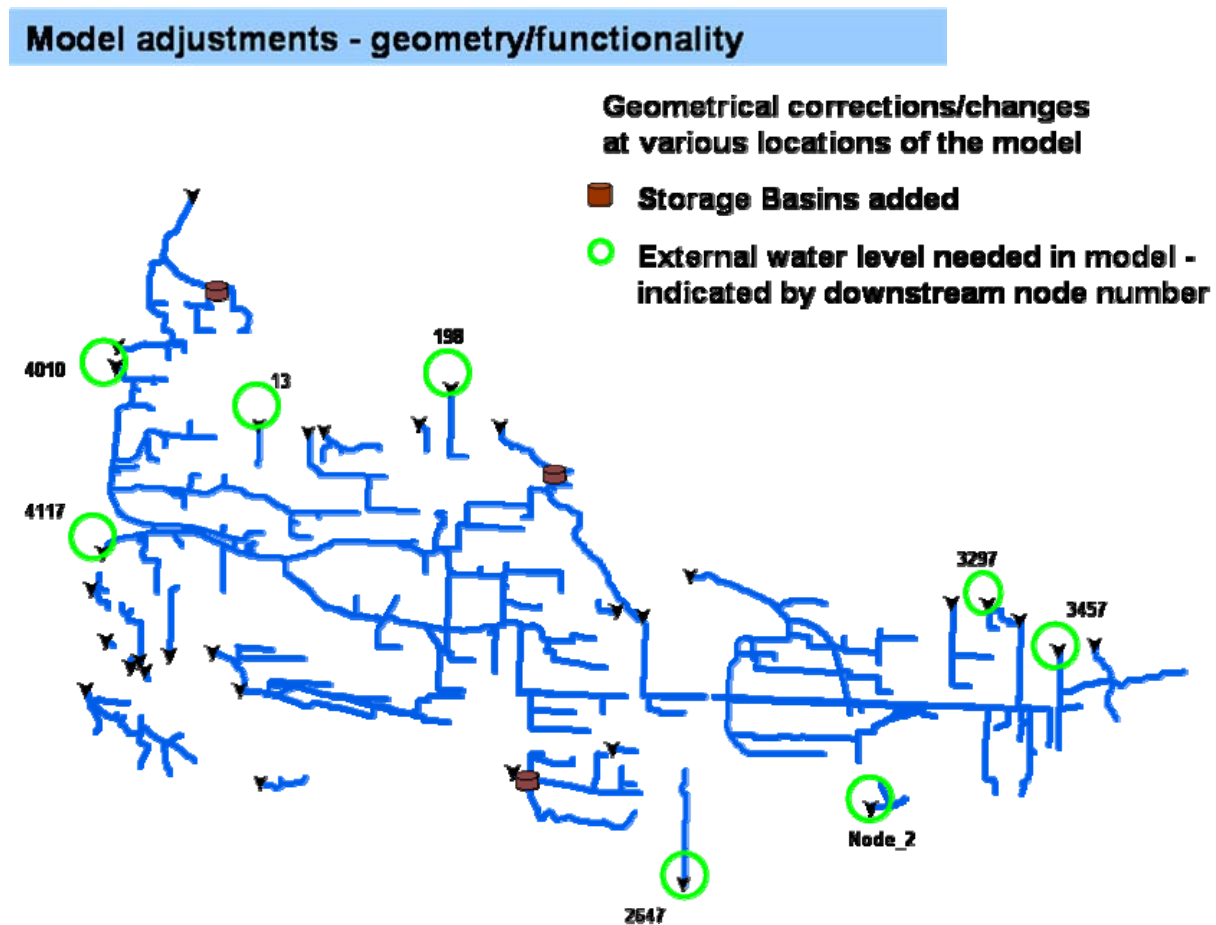 Model adjustments - geometry/functionality
Geometrical corrections/changes
at various locations of the model
Storage Basins added
External water level needed in model -
indicated by downstream node number
198
4010
13
4117
3297
3457
Node_2
2647